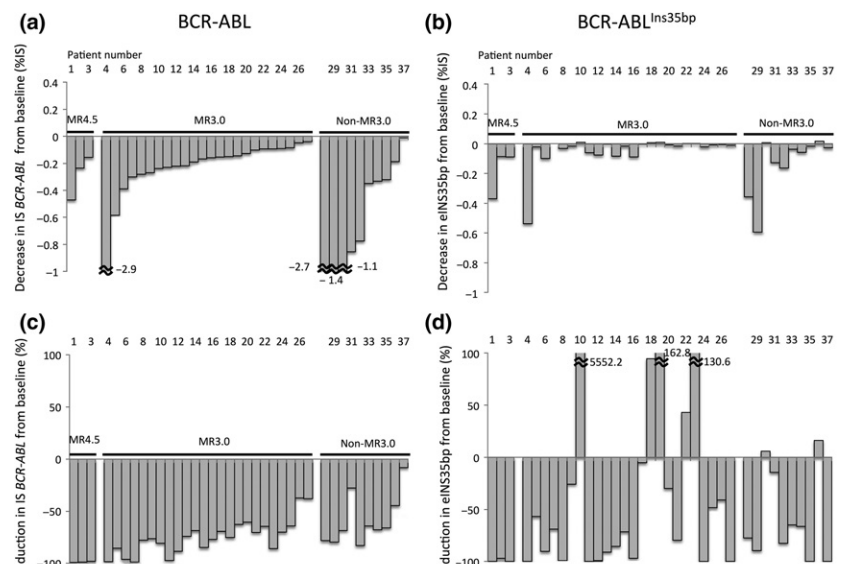 (a) BCR-ABL
Patient number
1 3 4 6 8 10 12 14 16 18 20 22 24 26 29 31 33 35 37
Decrease in IS BCR-ABL from baseline (%IS)
0.4
0.2
0
−0.2
−0.4
−0.6
−0.8
−1
MR4.5 MR3.0 Non-MR3.0
−2.9
−2.7
−1.1
− 1.4
(b) BCR-ABL^Ins35bp
Patient number
1 3 4 6 8 10 12 14 16 18 20 22 24 26 29 31 33 35 37
Decrease in eINS35bp from baseline (%IS)
0.4
0.2
0
−0.2
−0.4
−0.6
−0.8
−1
MR4.5 MR3.0 Non-MR3.0
(c)
1 3 4 6 8 10 12 14 16 18 20 22 24 26 29 31 33 35 37
duction in IS BCR-ABL from baseline (%)
100
50
0
−50
−100
MR4.5 MR3.0 Non-MR3.0
(d)
1 3 4 6 8 10 12 14 16 18 20 22 24 26 29 31 33 35 37
duction in eINS35bp from baseline (%)
100
50
0
−50
−100
5552.2
162.8
130.6